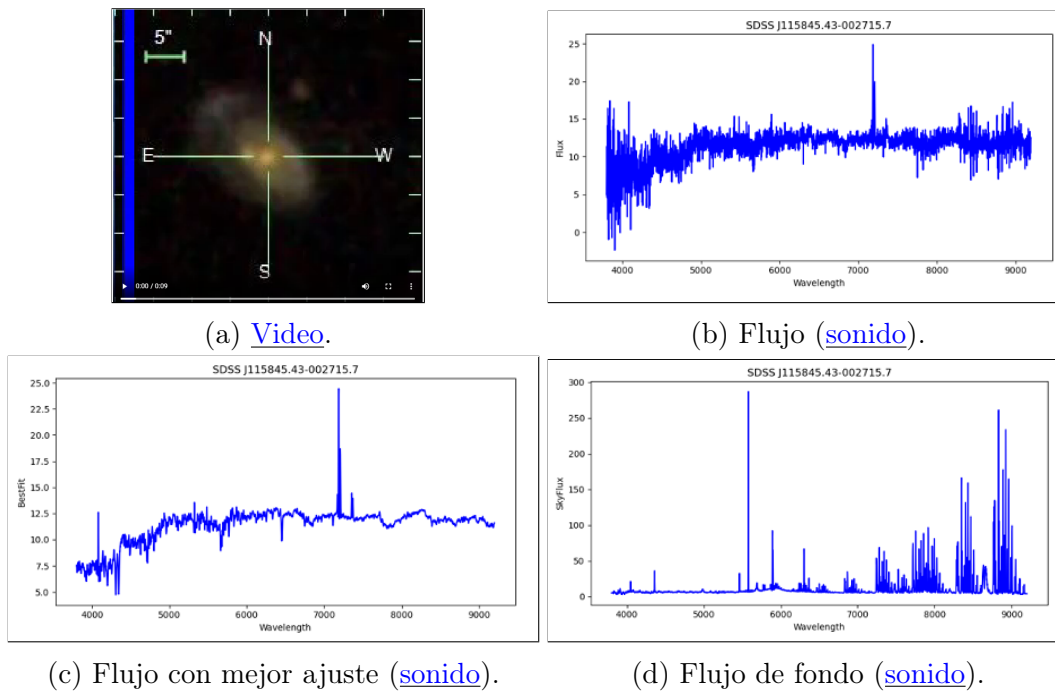 5"
N
E
W
S
0:00 / 0:09
(a) Video.
SDSS J115845.43-002715.7
Flux
25
20
15
10
5
0
4000 5000 6000 7000 8000 9000
Wavelength
(b) Flujo (sonido).
SDSS J115845.43-002715.7
BestFit
25.0
22.5
20.0
17.5
15.0
12.5
10.0
7.5
5.0
4000 5000 6000 7000 8000 9000
Wavelength
(c) Flujo con mejor ajuste (sonido).
SDSS J115845.43-002715.7
SkyFlux
300
250
200
150
100
50
0
4000 5000 6000 7000 8000 9000
Wavelength
(d) Flujo de fondo (sonido).